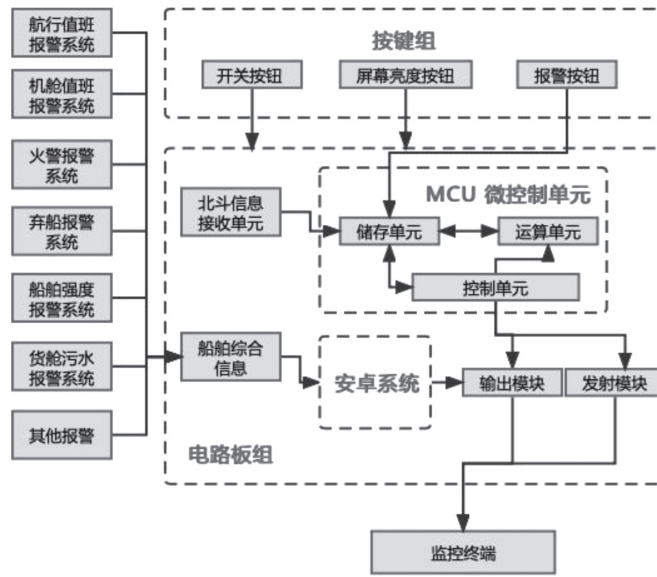 航行值班
报警系统
机舱值班
报警系统
火警报警
系统
弃船报警
系统
船舶强度
报警系统
货舱污水
报警系统
其他报警
按键组
开关按钮
屏幕亮度按钮
报警按钮
北斗信息
接收单元
MCU 微控制单元
储存单元
运算单元
控制单元
船舶综合
信息
安卓系统
输出模块
发射模块
电路板组
监控终端